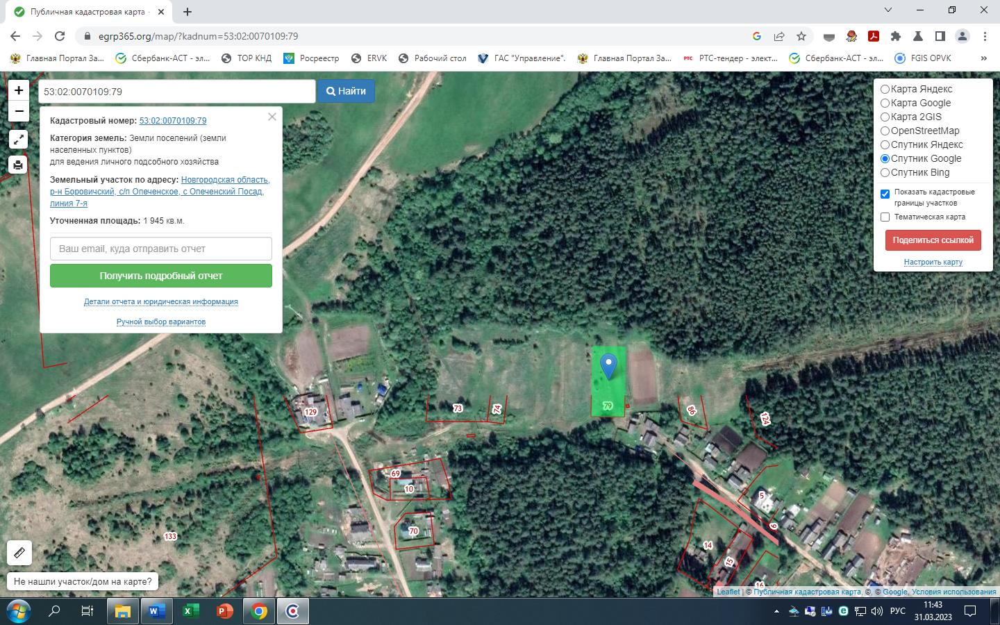 Публичная кадастровая карта -
egrp365.org/map/?kadnum=53:02:0070109:79
Главная Портал За...
Сбербанк-АСТ - эл...
ТОР КНД
Росреестр
ERVK
Рабочий стол
ГАС "Управление".
Главная Портал За...
РТС
РТС-тендер - элект...
Сбербанк-АСТ - эл...
FGIS OPVK
»
+
−
53:02:0070109:79
Найти
Кадастровый номер: 53:02:0070109:79
Категория земель: Земли поселений (земли
населенных пунктов)
для ведения личного подсобного хозяйства
Земельный участок по адресу: Новгородская область,
р-н Боровичский, с/п Опеченское, с Опеченский Посад,
линия 7-я
Уточненная площадь: 1 945 кв.м.
Ваш email, куда отправить отчет
Получить подробный отчет
Детали отчета и юридическая информация
Ручной выбор вариантов
Карта Яндекс
Карта Google
Карта 2GIS
OpenStreetMap
Спутник Яндекс
Спутник Google
Спутник Bing
Показать кадастровые
границы участков
Тематическая карта
Поделиться ссылкой
Настроить карту
129
73
74
79
86
124
69
10
70
133
5
6
14
15
16
Не нашли участок/дом на карте?
Leaflet | © Публичная кадастровая карта, ©, © Google, Условия использования
РУС
11:43
31.03.2023